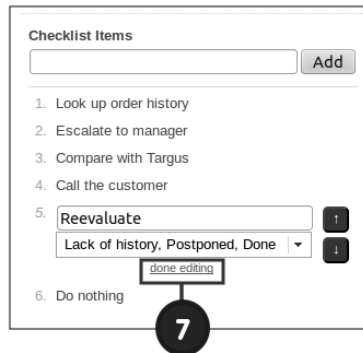 Checklist Items
Add
1. Look up order history
2. Escalate to manager
3. Compare with Targus
4. Call the customer
5. Reevaluate ↑
Lack of history, Postponed, Done ↓
done editing
6. Do nothing
7